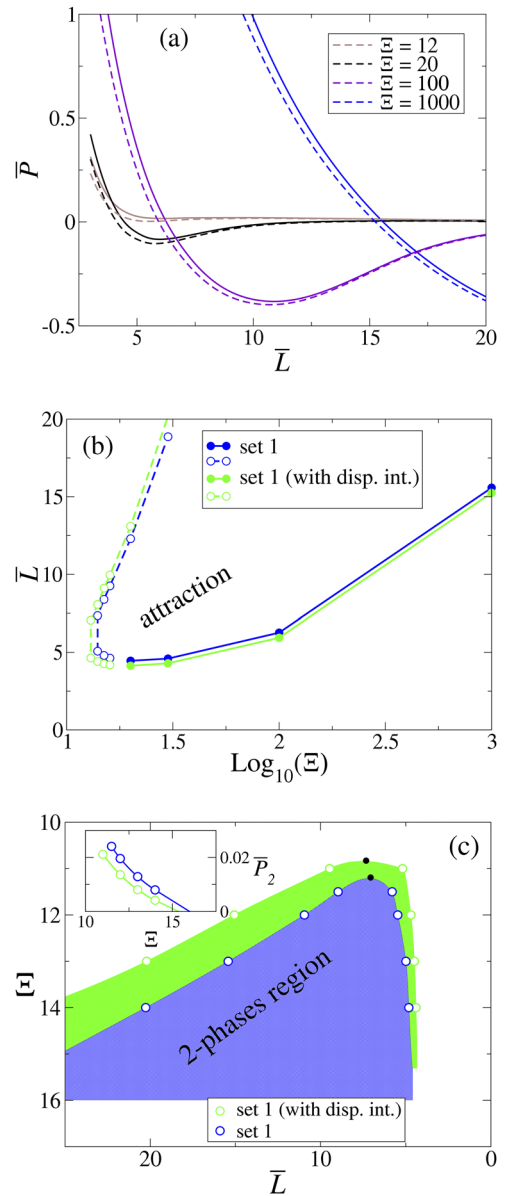 1
0.5
0
-0.5
P̅
(a)
Ξ = 12
Ξ = 20
Ξ = 100
Ξ = 1000
5
10
15
20
L̅
20
15
10
5
0
L̅
(b)
set 1
set 1 (with disp. int.)
attraction
1
1.5
2
2.5
3
Log10(Ξ)
10
12
14
16
Ξ
(c)
0.02
P̅2
0
10
15
Ξ
2-phases region
set 1 (with disp. int.)
set 1
20
10
0
L̅